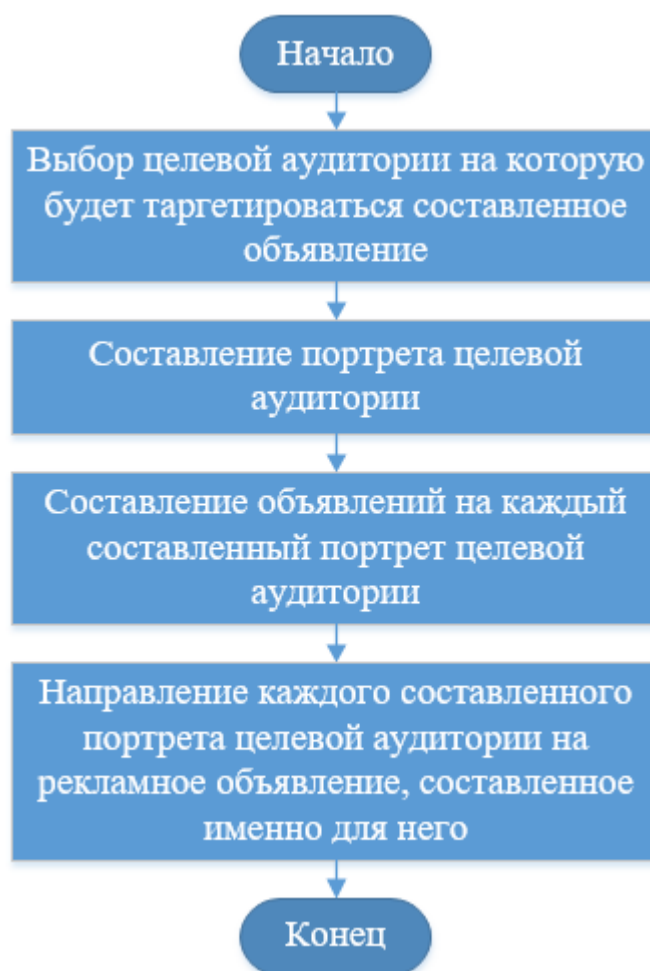 Начало
Выбор целевой аудитории на которую
будет таргетироваться составленное
объявление
Составление портрета целевой
аудитории
Составление объявлений на каждый
составленный портрет целевой
аудитории
Направление каждого составленного
портрета целевой аудитории на
рекламное объявление, составленное
именно для него
Конец